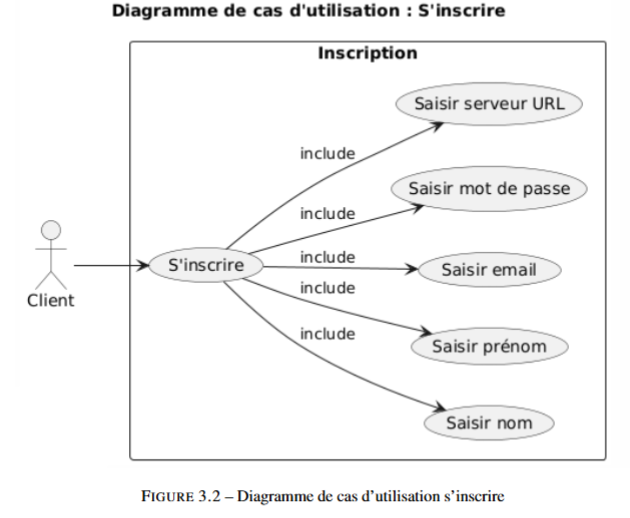 Diagramme de cas d'utilisation : S'inscrire
Inscription
Saisir serveur URL
include
Saisir mot de passe
include
S'inscrire
include
Saisir email
include
Client
Saisir prénom
include
Saisir nom
FIGURE 3.2 – Diagramme de cas d'utilisation s'inscrire